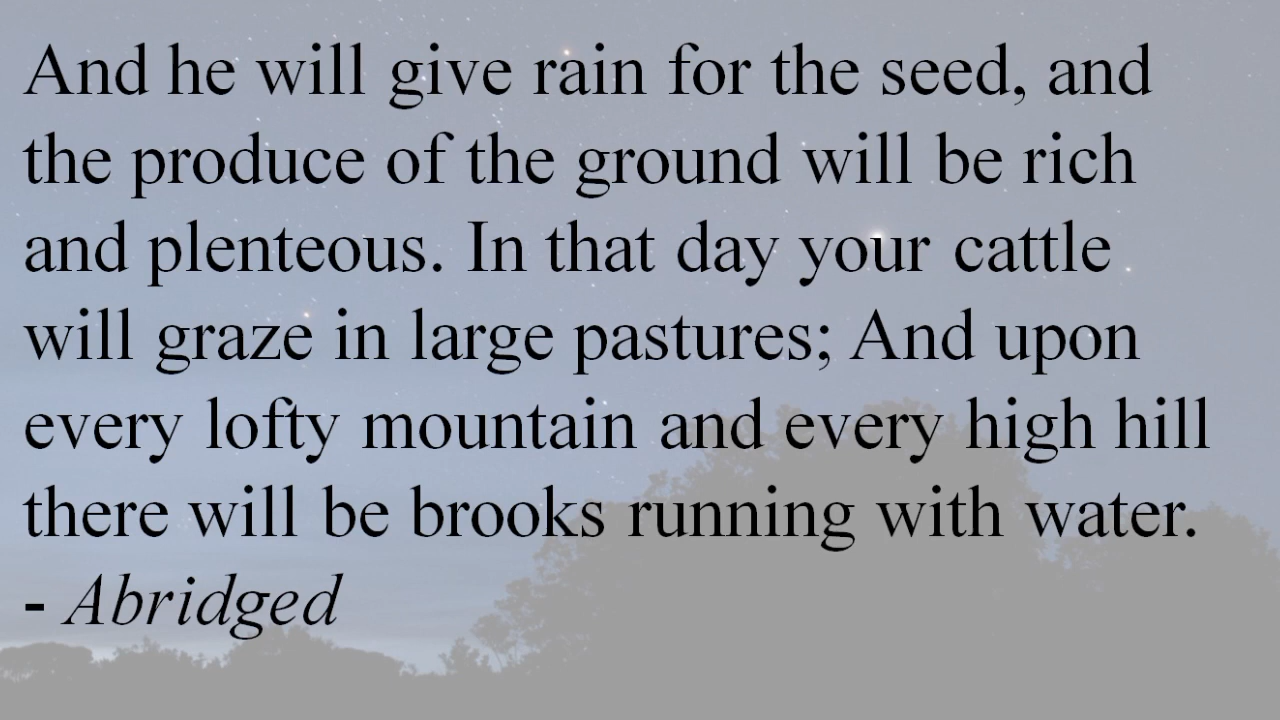 And he will give rain for the seed, and
the produce of the ground will be rich
and plenteous. In that day your cattle
will graze in large pastures; And upon
every lofty mountain and every high hill
there will be brooks running with water.
- Abridged